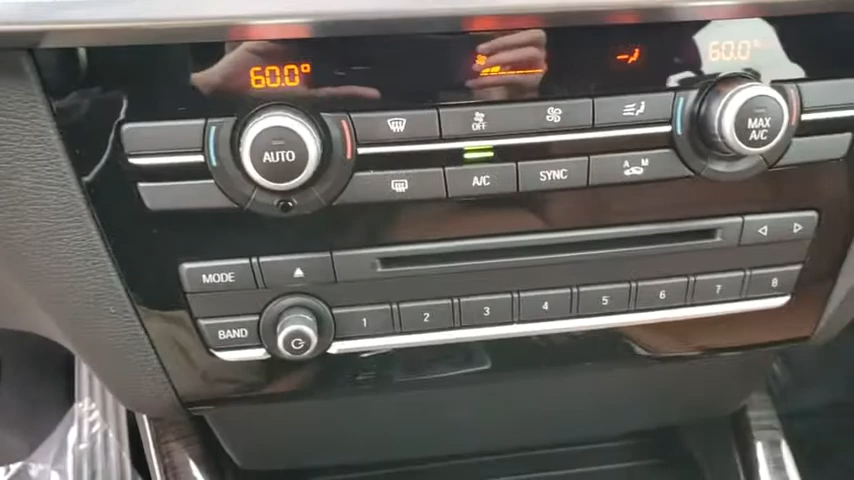 60.0°
60.0°
OFF
AUTO
MAX
A/C
A/C
SYNC
A
M
MODE
BAND
1
2
3
4
5
6
7
8